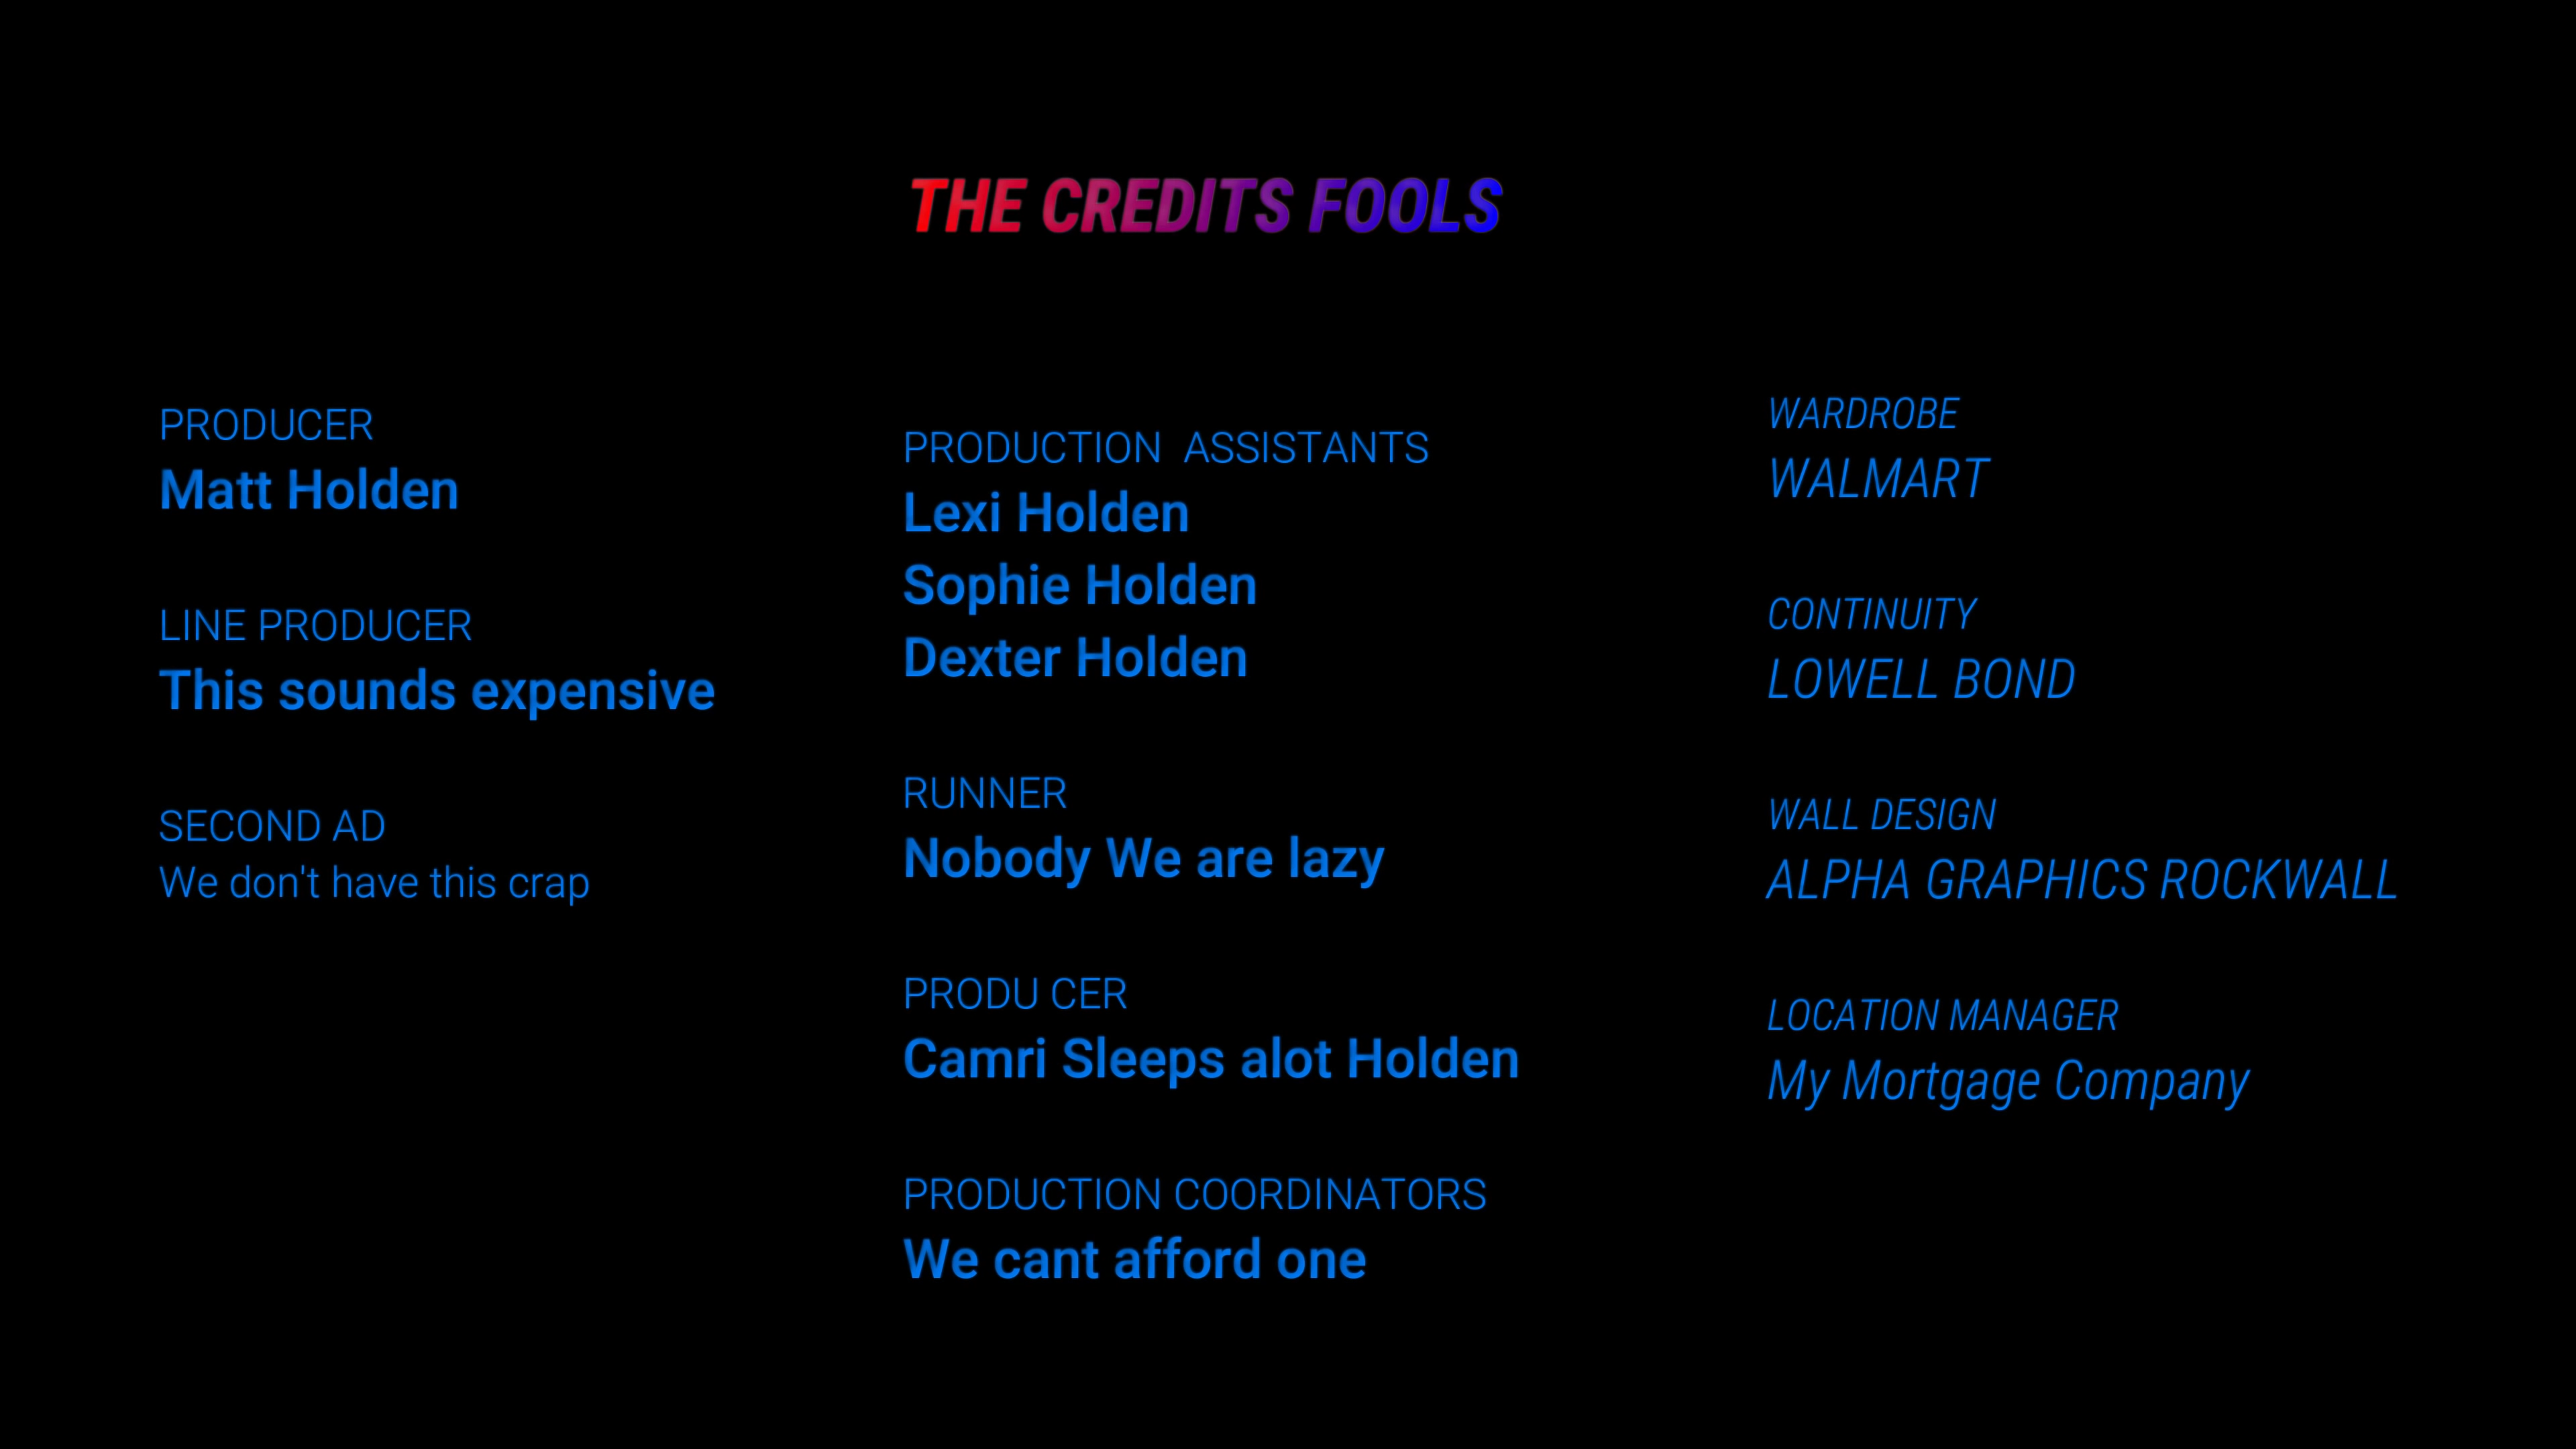 THE CREDITS FOOLS
PRODUCER
Matt Holden
LINE PRODUCER
This sounds expensive
SECOND AD
We don't have this crap
PRODUCTION  ASSISTANTS
Lexi Holden
Sophie Holden
Dexter Holden
RUNNER
Nobody We are lazy
PRODU CER
Camri Sleeps alot Holden
PRODUCTION COORDINATORS
We cant afford one
WARDROBE
WALMART
CONTINUITY
LOWELL BOND
WALL DESIGN
ALPHA GRAPHICS ROCKWALL
LOCATION MANAGER
My Mortgage Company